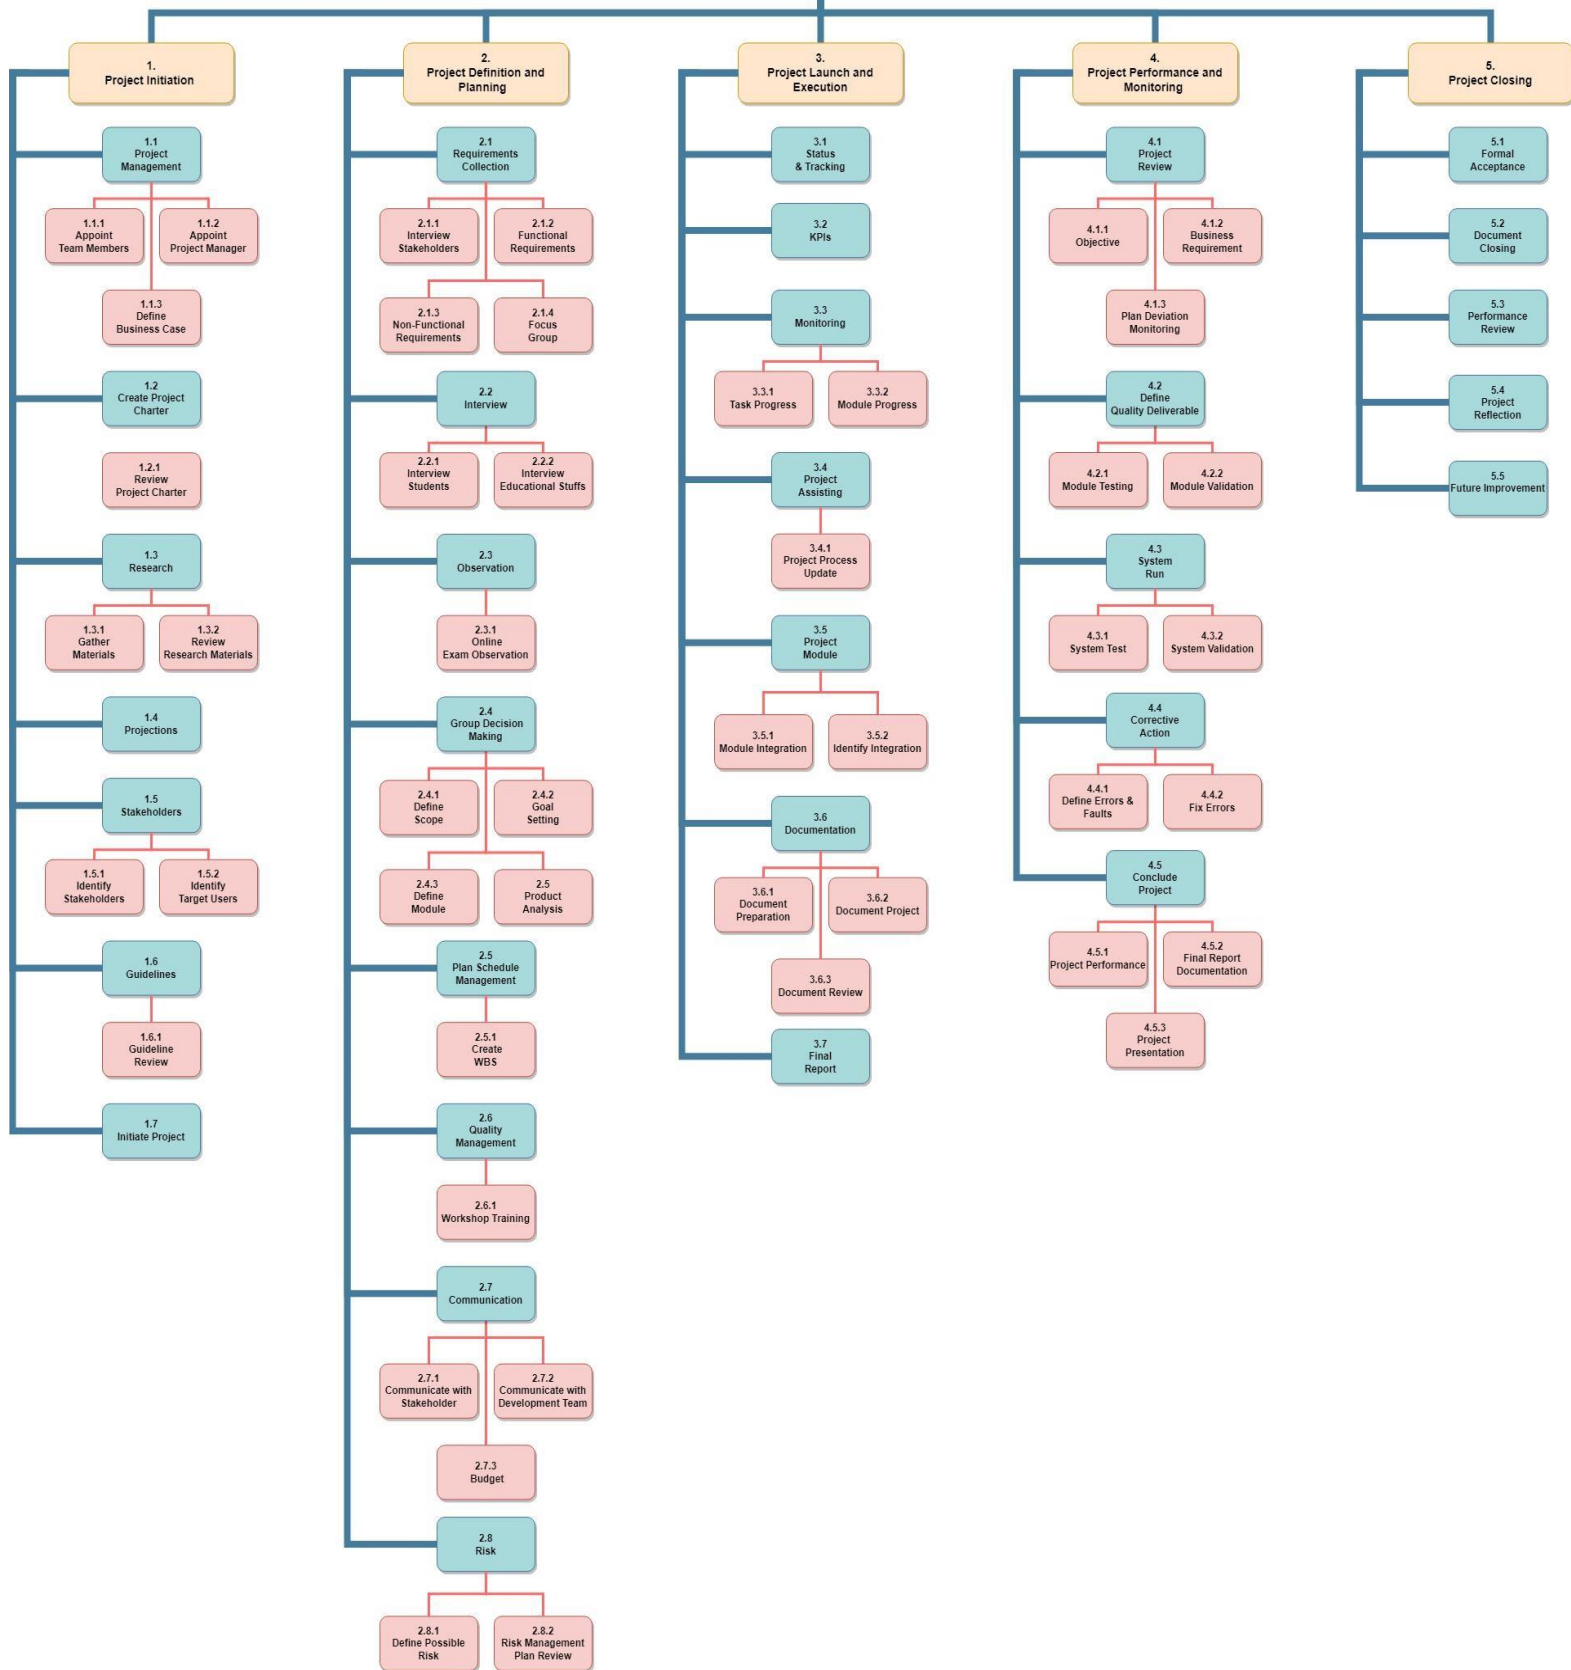 1.
Project Initiation
1.1
Project
Management
1.1.1
Appoint
Team Members
1.1.2
Appoint
Project Manager
1.1.3
Define
Business Case
1.2
Create Project
Charter
1.2.1
Review
Project Charter
1.3
Research
1.3.1
Gather
Materials
1.3.2
Review
Research Materials
1.4
Projections
1.5
Stakeholders
1.5.1
Identify
Stakeholders
1.5.2
Identify
Target Users
1.6
Guidelines
1.6.1
Guideline
Review
1.7
Initiate Project
2.
Project Definition and
Planning
2.1
Requirements
Collection
2.1.1
Interview
Stakeholders
2.1.2
Functional
Requirements
2.1.3
Non-Functional
Requirements
2.1.4
Focus
Group
2.2
Interview
2.2.1
Interview
Students
2.2.2
Interview
Educational Stuffs
2.3
Observation
2.3.1
Online
Exam Observation
2.4
Group Decision
Making
2.4.1
Define
Scope
2.4.2
Goal
Setting
2.4.3
Define
Module
2.5
Product
Analysis
2.5
Plan Schedule
Management
2.5.1
Create
WBS
2.6
Quality
Management
2.6.1
Workshop Training
2.7
Communication
2.7.1
Communicate with
Stakeholder
2.7.2
Communicate with
Development Team
2.7.3
Budget
2.8
Risk
2.8.1
Define Possible
Risk
2.8.2
Risk Management
Plan Review
3.
Project Launch and
Execution
3.1
Status
& Tracking
3.2
KPIs
3.3
Monitoring
3.3.1
Task Progress
3.3.2
Module Progress
3.4
Project
Assisting
3.4.1
Project Process
Update
3.5
Project
Module
3.5.1
Module Integration
3.5.2
Identify Integration
3.6
Documentation
3.6.1
Document
Preparation
3.6.2
Document Project
3.6.3
Document Review
3.7
Final
Report
4.
Project Performance and
Monitoring
4.1
Project
Review
4.1.1
Objective
4.1.2
Business
Requirement
4.1.3
Plan Deviation
Monitoring
4.2
Define
Quality Deliverable
4.2.1
Module Testing
4.2.2
Module Validation
4.3
System
Run
4.3.1
System Test
4.3.2
System Validation
4.4
Corrective
Action
4.4.1
Define Errors &
Faults
4.4.2
Fix Errors
4.5
Conclude
Project
4.5.1
Project Performance
4.5.2
Final Report
Documentation
4.5.3
Project
Presentation
5.
Project Closing
5.1
Formal
Acceptance
5.2
Document
Closing
5.3
Performance
Review
5.4
Project
Reflection
5.5
Future Improvement